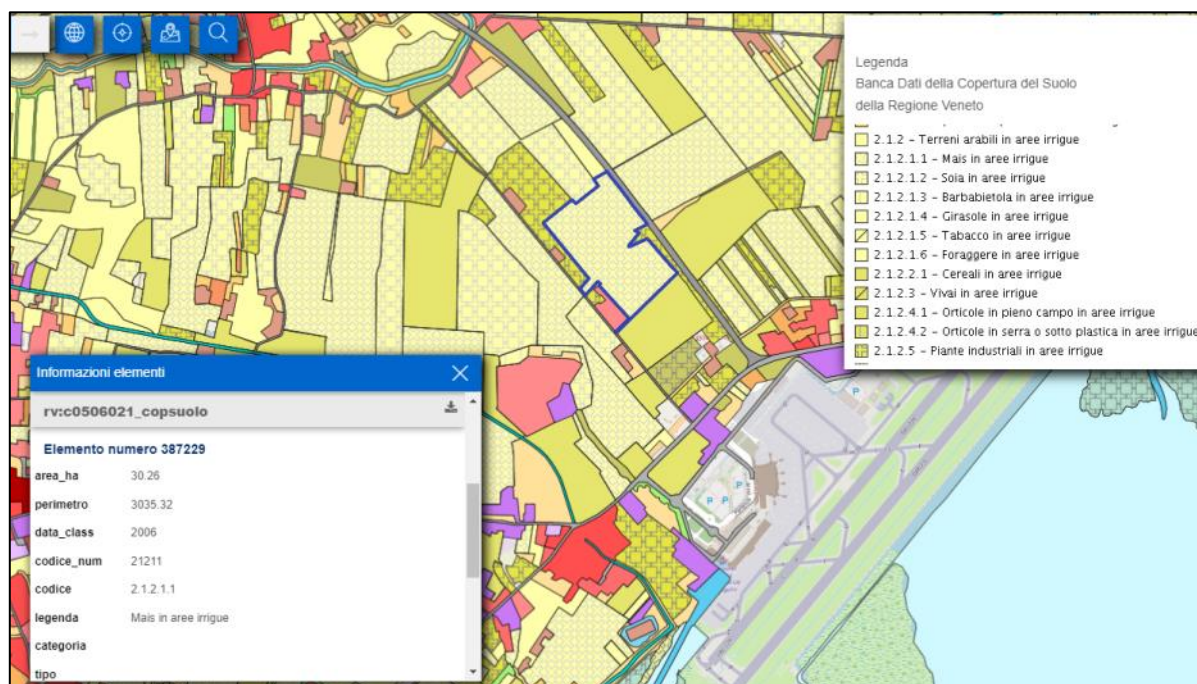 Legenda
Banca Dati della Copertura del Suolo
della Regione Veneto
2.1.2 - Terreni arabili in aree irrigue
2.1.2.1.1 - Mais in aree irrigue
2.1.2.1.2 - Soia in aree irrigue
2.1.2.1.3 - Barbabietola in aree irrigue
2.1.2.1.4 - Girasole in aree irrigue
2.1.2.1.5 - Tabacco in aree irrigue
2.1.2.1.6 - Foraggere in aree irrigue
2.1.2.2.1 - Cereali in aree irrigue
2.1.2.3 - Vivai in aree irrigue
2.1.2.4.1 - Orticole in pieno campo in aree irrigue
2.1.2.4.2 - Orticole in serra o sotto plastica in aree irrigue
2.1.2.5 - Piante industriali in aree irrigue
P
P
P
P
P
Informazioni elementi
rv:c0506021_copsuolo
Elemento numero 387229
area_ha 30.26
perimetro 3035.32
data_class 2006
codice_num 21211
codice 2.1.2.1.1
legenda Mais in aree irrigue
categoria
tipo